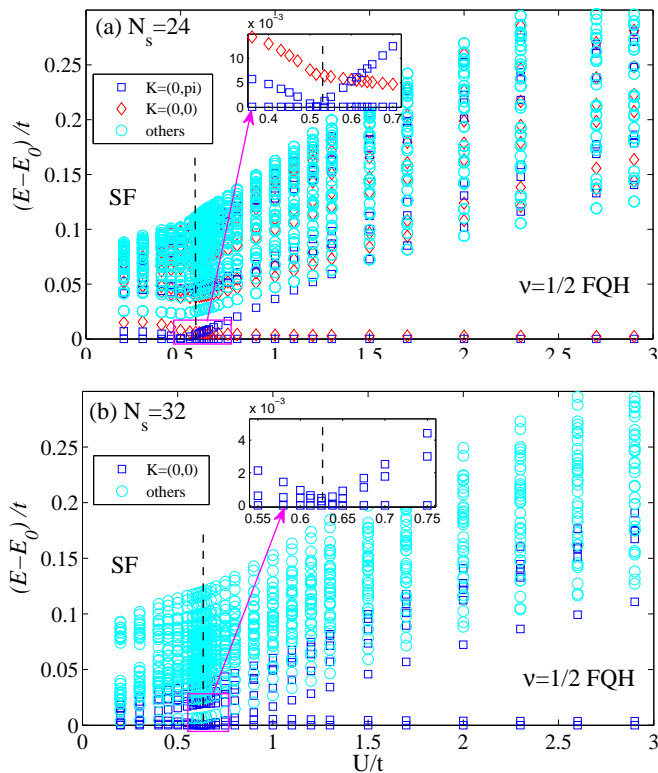 (a) N_s=24
× 10⁻³
15
10
5
0
0.4 0.5 0.6 0.7
K=(0,pi)
K=(0,0)
others
SF
ν=1/2 FQH
(E−E_0)/t
0.25
0.2
0.15
0.1
0.05
0
0 0.5 1 1.5 2 2.5 3
(b) N_s=32
× 10⁻³
4
2
0
0.55 0.6 0.65 0.7 0.75
K=(0,0)
others
SF
ν=1/2 FQH
(E−E_0)/t
0.25
0.2
0.15
0.1
0.05
0
0 0.5 1 1.5 2 2.5 3
U/t